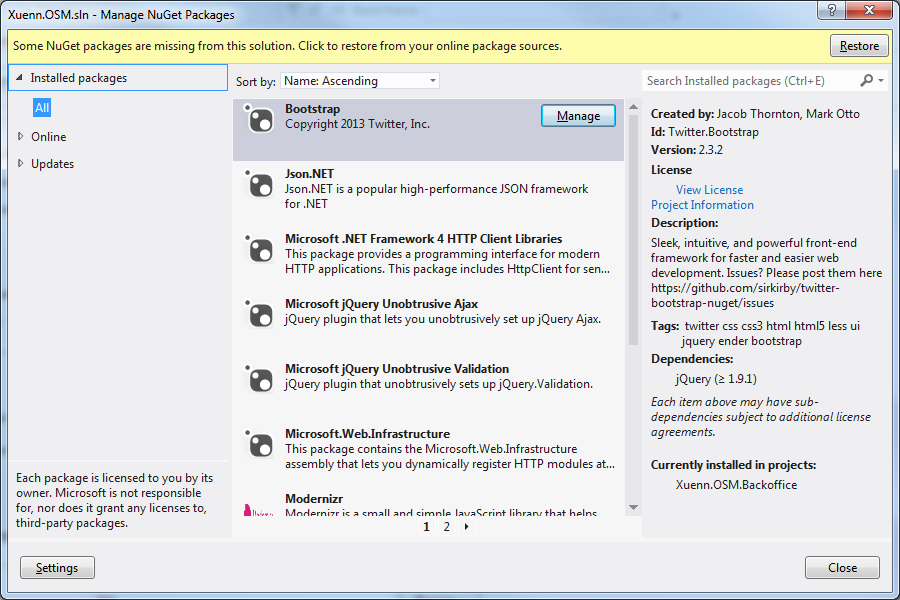 Xuenn.OSM.sln - Manage NuGet Packages
?
Some NuGet packages are missing from this solution. Click to restore from your online package sources.
Restore
Installed packages
All
Online
Updates
Each package is licensed to you by its
owner. Microsoft is not responsible
for, nor does it grant any licenses to,
third-party packages.
Sort by: Name: Ascending
Bootstrap
Copyright 2013 Twitter, Inc.
Manage
Json.NET
Json.NET is a popular high-performance JSON framework
for .NET
Microsoft .NET Framework 4 HTTP Client Libraries
This package provides a programming interface for modern
HTTP applications. This package includes HttpClient for sen...
Microsoft jQuery Unobtrusive Ajax
jQuery plugin that lets you unobtrusively set up jQuery Ajax.
Microsoft jQuery Unobtrusive Validation
jQuery plugin that unobtrusively sets up jQuery.Validation.
Microsoft.Web.Infrastructure
This package contains the Microsoft.Web.Infrastructure
assembly that lets you dynamically register HTTP modules at...
Modernizr
Modernizr is a small and simple JavaScript library that helps
1 2
Search Installed packages (Ctrl+E)
Created by: Jacob Thornton, Mark Otto
Id: Twitter.Bootstrap
Version: 2.3.2
License
View License
Project Information
Description:
Sleek, intuitive, and powerful front-end
framework for faster and easier web
development. Issues? Please post them here
https://github.com/sirkirby/twitter-
bootstrap-nuget/issues
Tags: twitter css css3 html html5 less ui
jquery ender bootstrap
Dependencies:
jQuery (≥ 1.9.1)
Each item above may have sub-
dependencies subject to additional license
agreements.
Currently installed in projects:
Xuenn.OSM.Backoffice
Settings
Close